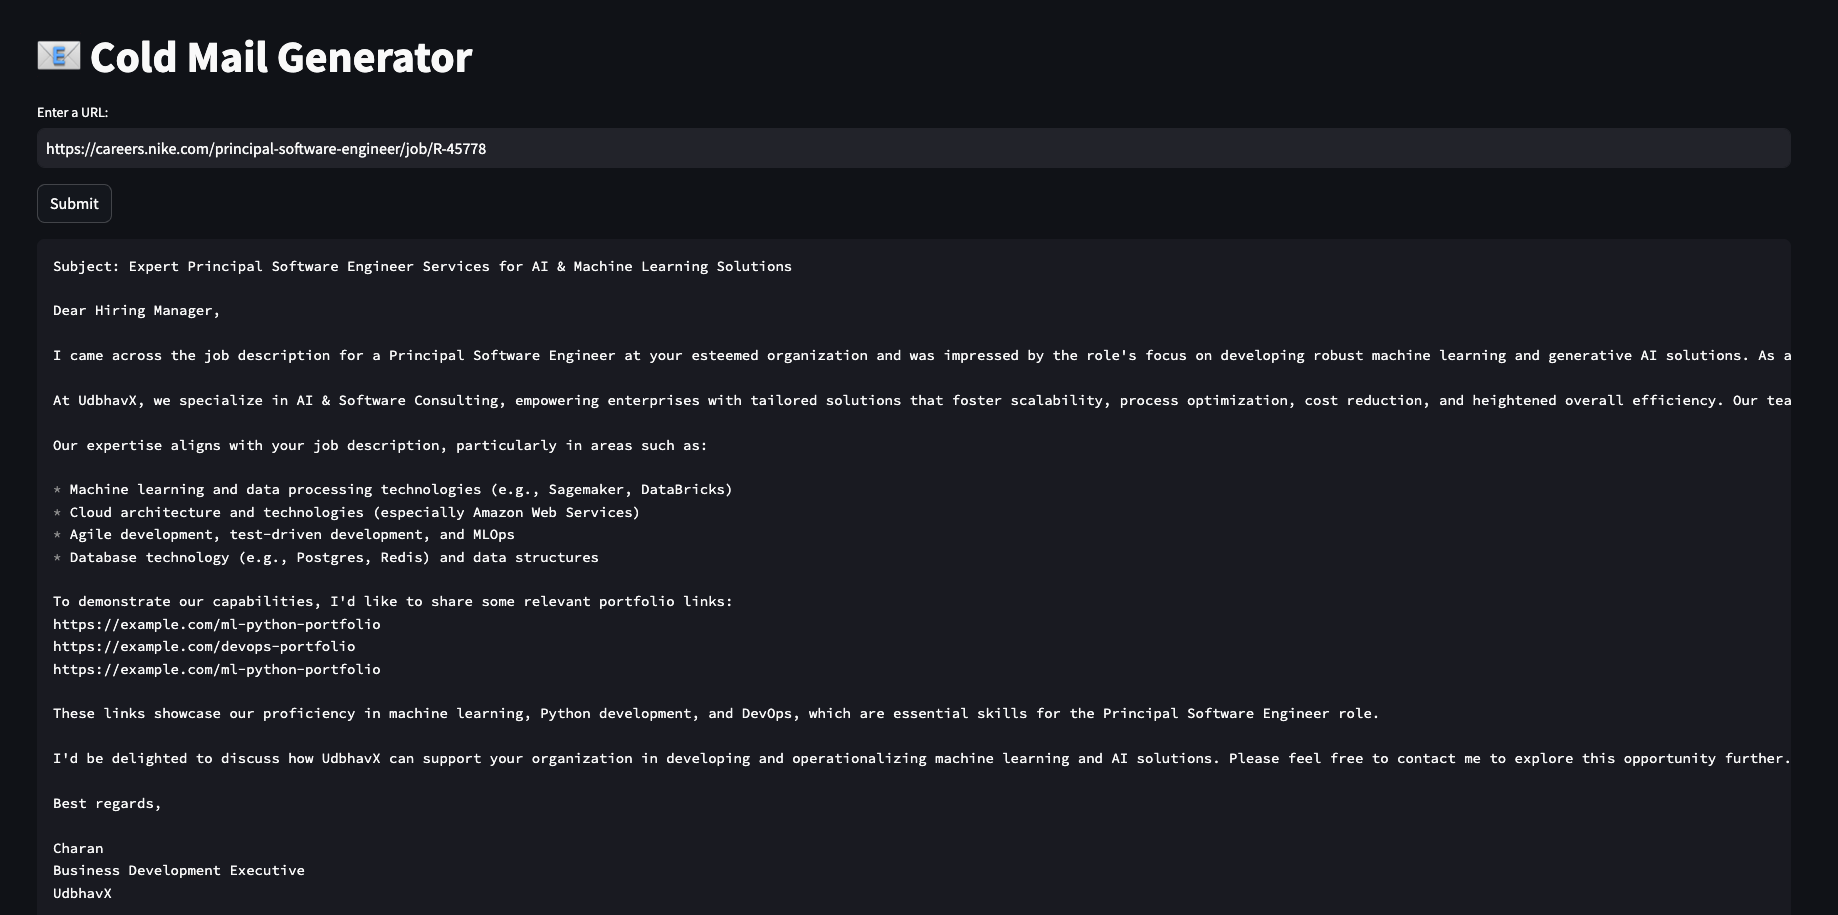 Cold Mail Generator
Enter a URL:
https://careers.nike.com/principal-software-engineer/job/R-45778
Submit
Subject: Expert Principal Software Engineer Services for AI & Machine Learning Solutions
Dear Hiring Manager,
I came across the job description for a Principal Software Engineer at your esteemed organization and was impressed by the role's focus on developing robust machine learning and generative AI solutions. As a
At UdbhavX, we specialize in AI & Software Consulting, empowering enterprises with tailored solutions that foster scalability, process optimization, cost reduction, and heightened overall efficiency. Our tea
Our expertise aligns with your job description, particularly in areas such as:
* Machine learning and data processing technologies (e.g., Sagemaker, DataBricks)
* Cloud architecture and technologies (especially Amazon Web Services)
* Agile development, test-driven development, and MLOps
* Database technology (e.g., Postgres, Redis) and data structures
To demonstrate our capabilities, I'd like to share some relevant portfolio links:
https://example.com/ml-python-portfolio
https://example.com/devops-portfolio
https://example.com/ml-python-portfolio
These links showcase our proficiency in machine learning, Python development, and DevOps, which are essential skills for the Principal Software Engineer role.
I'd be delighted to discuss how UdbhavX can support your organization in developing and operationalizing machine learning and AI solutions. Please feel free to contact me to explore this opportunity further.
Best regards,
Charan
Business Development Executive
UdbhavX